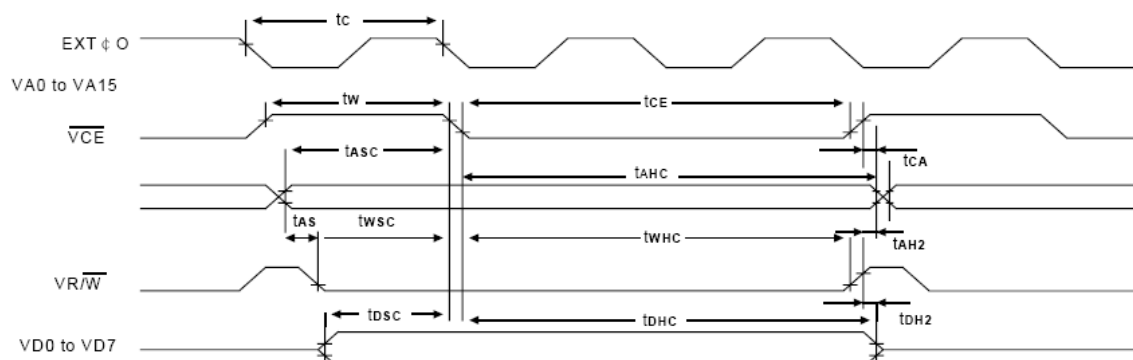 tC
EXT ¢ O
VA0 to VA15
tW
tCE
VCE
tASC
tCA
tAHC
tAS
tWSC
tWHC
tAH2
VR/W
tDSC
tDHC
tDH2
VD0 to VD7